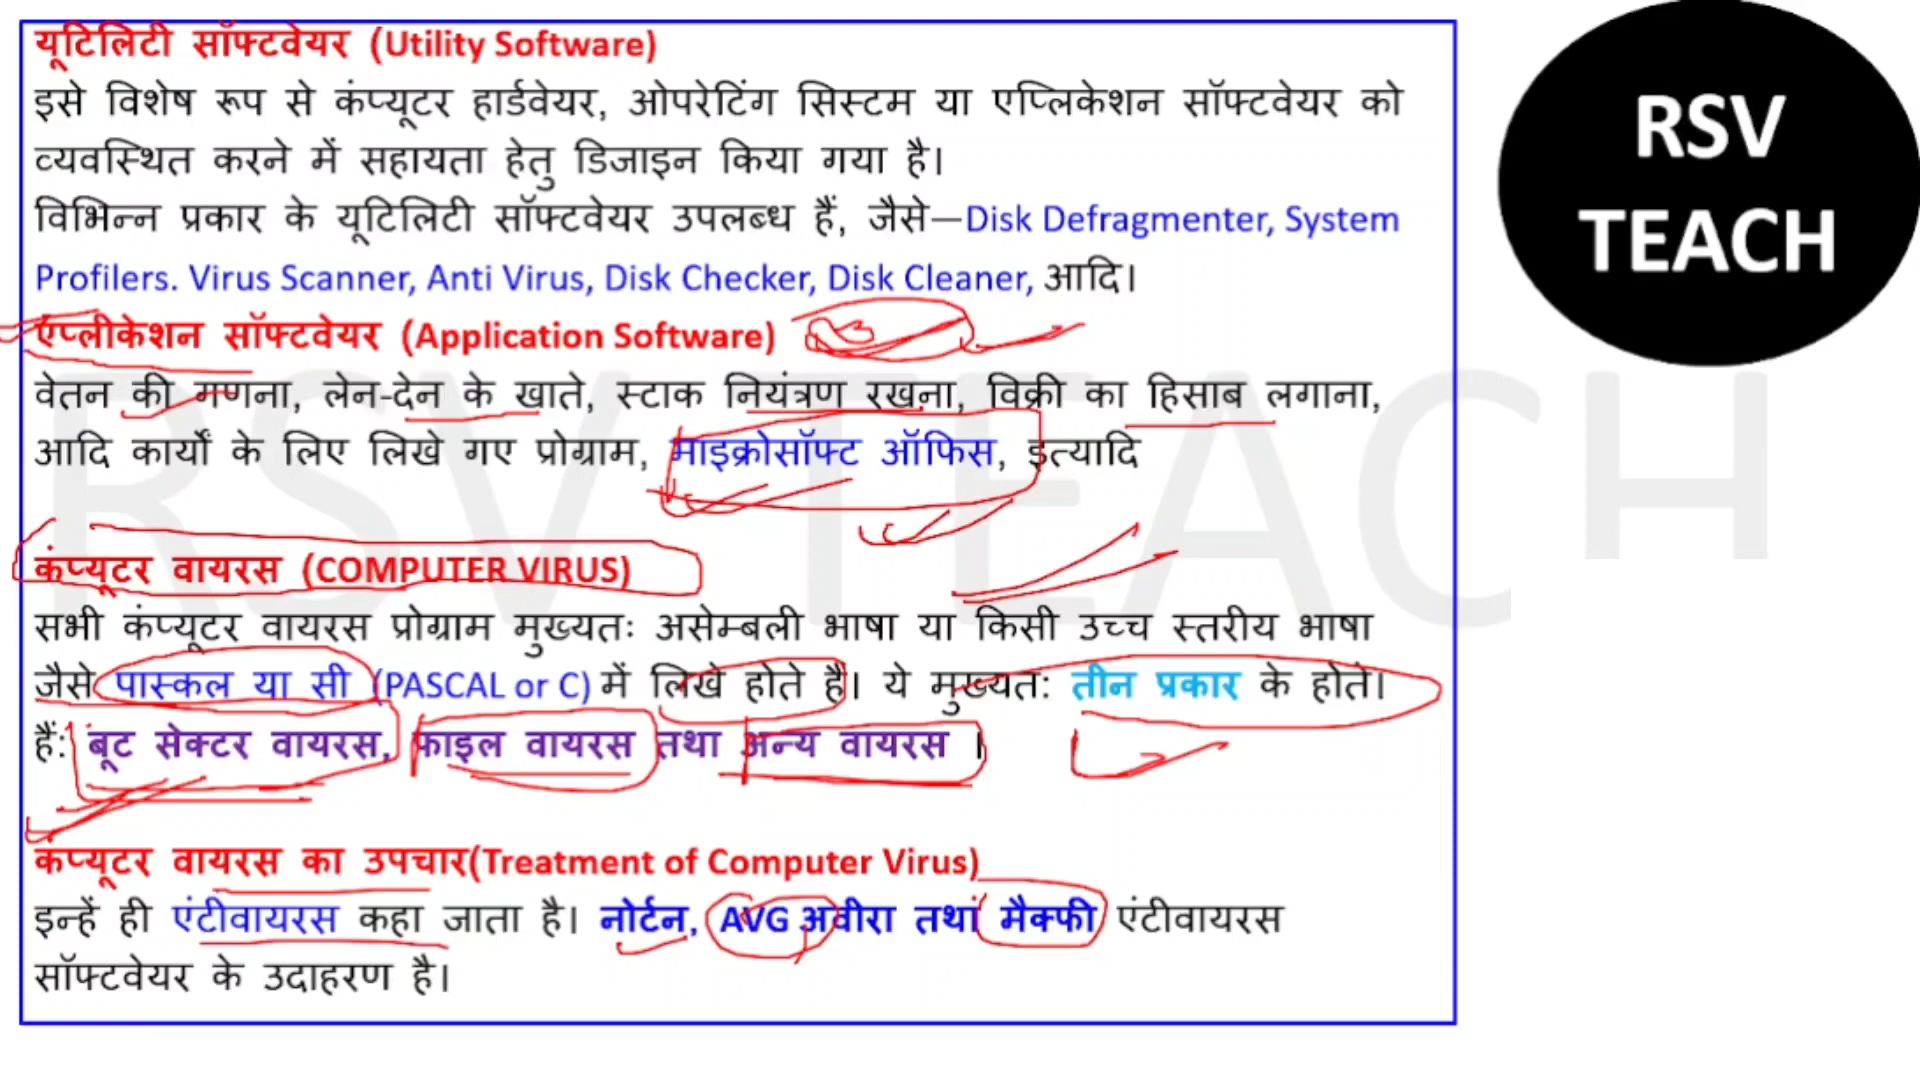 यूटिलिटी सॉफ्टवेयर (Utility Software)
इसे विशेष रूप से कंप्यूटर हार्डवेयर, ओपरेटिंग सिस्टम या एप्लिकेशन सॉफ्टवेयर को
व्यवस्थित करने में सहायता हेतु डिजाइन किया गया है।
विभिन्न प्रकार के यूटिलिटी सॉफ्टवेयर उपलब्ध हैं, जैसे—Disk Defragmenter, System
Profilers. Virus Scanner, Anti Virus, Disk Checker, Disk Cleaner, आदि।
एप्लीकेशन सॉफ्टवेयर (Application Software)
वेतन की गणना, लेन-देन के खाते, स्टाक नियंत्रण रखना, विक्री का हिसाब लगाना,
आदि कार्यों के लिए लिखे गए प्रोग्राम, माइक्रोसॉफ्ट ऑफिस, इत्यादि
कंप्यूटर वायरस (COMPUTER VIRUS)
सभी कंप्यूटर वायरस प्रोग्राम मुख्यतः असेम्बली भाषा या किसी उच्च स्तरीय भाषा
जैसे पास्कल या सी (PASCAL or C) में लिखे होते हैं। ये मुख्यत: तीन प्रकार के होते।
हैं: बूंट सेक्टर वायरस, फाइल वायरस तथा अन्य वायरस ।
कंप्यूटर वायरस का उपचार(Treatment of Computer Virus)
इन्हें ही एंटीवायरस कहा जाता है। नोर्टन, AVG अवीरा तथा मैक्फी एंटीवायरस
सॉफ्टवेयर के उदाहरण है।
RSV
TEACH
RSV TEACH